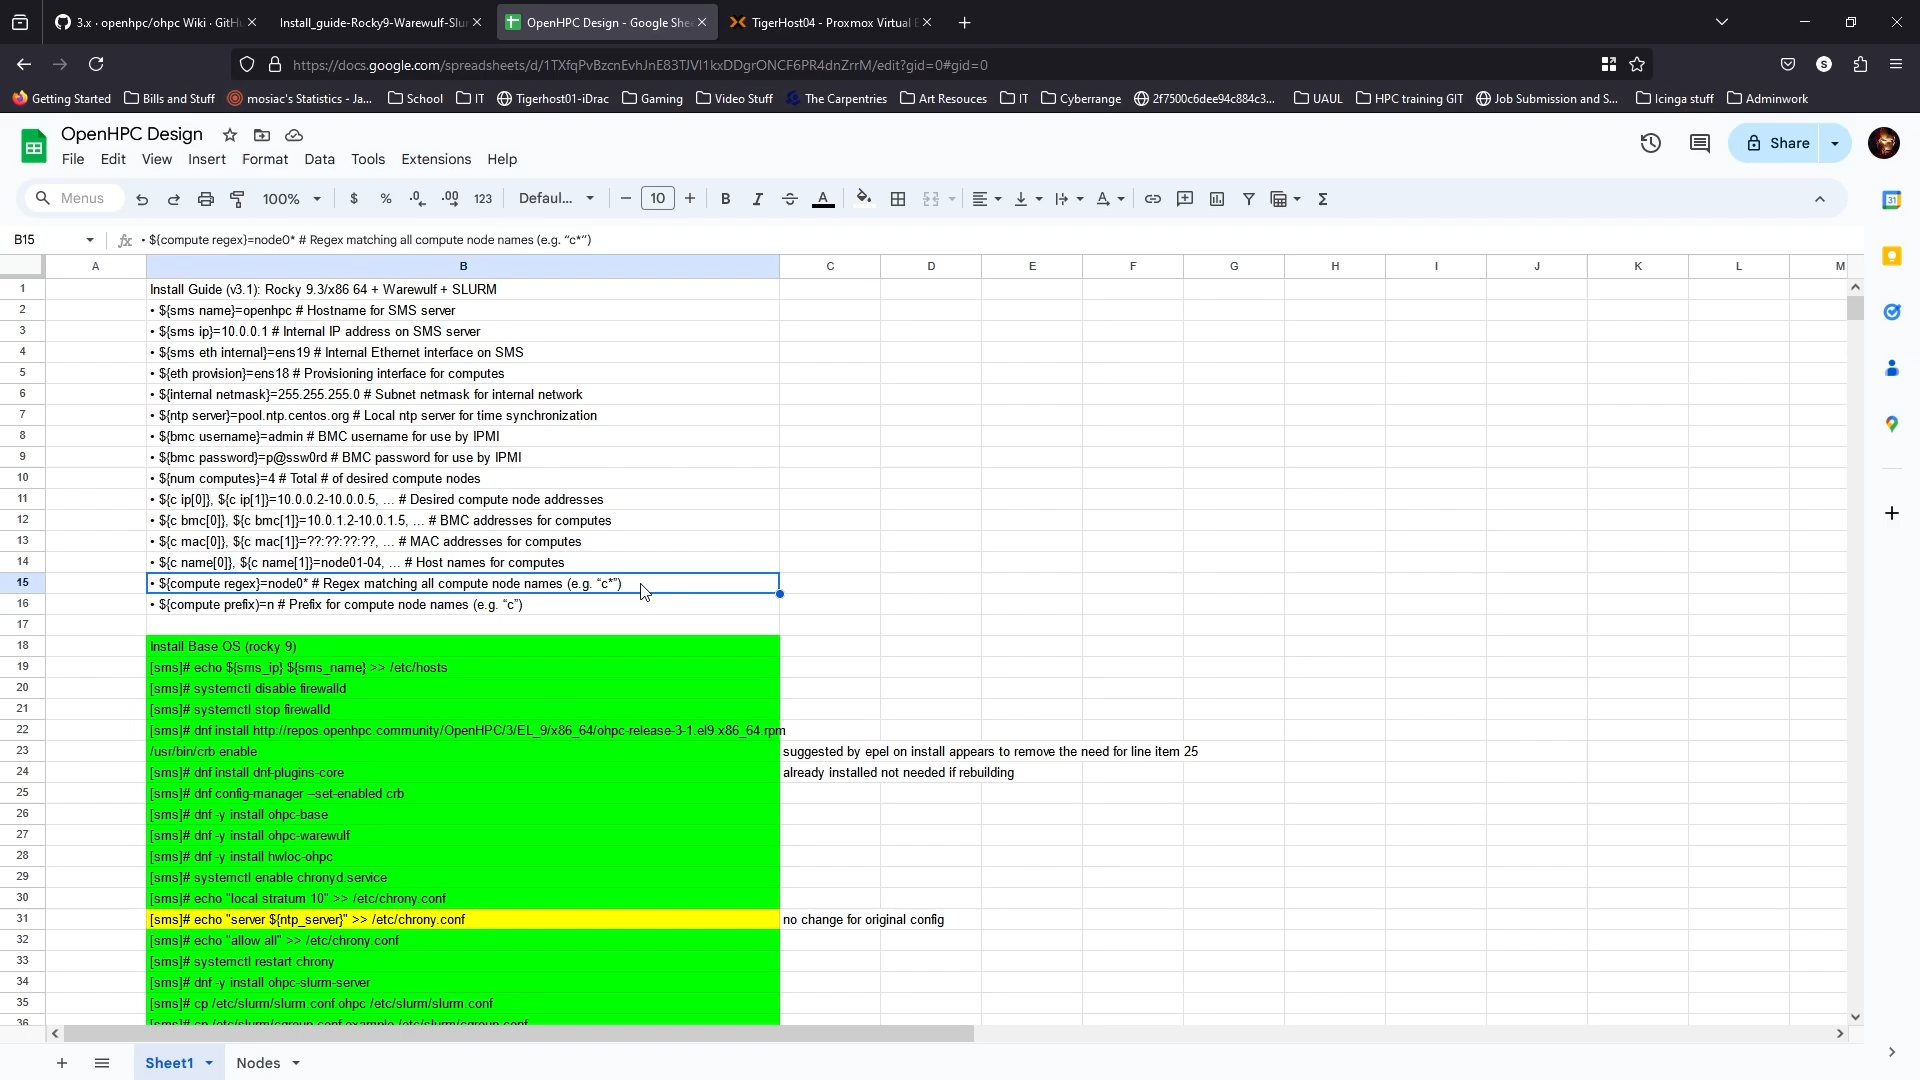 3.x · openhpc/ohpc Wiki · GitHu
Install_guide-Rocky9-Warewulf-Slu
OpenHPC Design - Google She
TigerHost04 - Proxmox Virtual E
https://docs.google.com/spreadsheets/d/1TXfqPvBzcnEvhJnE83TJVl1kxDDgrONCF6PR4dnZrrM/edit?gid=0#gid=0
S
Getting Started
Bills and Stuff
mosiac's Statistics - Ja...
School
IT
Tigerhost01-iDrac
Gaming
Video Stuff
The Carpentries
Art Resouces
IT
Cyberrange
2f7500c6dee94c884c3...
UAUL
HPC training GIT
Job Submission and S...
Icinga stuff
Adminwork
OpenHPC Design
File Edit View Insert Format Data Tools Extensions Help
Share
Menus
100%
$ % .0 .00 123
Defaul...
10
B I A
31
B15
fx • ${compute regex}=node0* # Regex matching all compute node names (e.g. “c*”)
A B C D E F G H I J K L M
1 Install Guide (v3.1): Rocky 9.3/x86 64 + Warewulf + SLURM
2 • ${sms name}=openhpc # Hostname for SMS server
3 • ${sms ip}=10.0.0.1 # Internal IP address on SMS server
4 • ${sms eth internal}=ens19 # Internal Ethernet interface on SMS
5 • ${eth provision}=ens18 # Provisioning interface for computes
6 • ${internal netmask}=255.255.255.0 # Subnet netmask for internal network
7 • ${ntp server}=pool.ntp.centos.org # Local ntp server for time synchronization
8 • ${bmc username}=admin # BMC username for use by IPMI
9 • ${bmc password}=p@ssw0rd # BMC password for use by IPMI
10 • ${num computes}=4 # Total # of desired compute nodes
11 • ${c ip[0]}, ${c ip[1]}=10.0.0.2-10.0.0.5, ... # Desired compute node addresses
12 • ${c bmc[0]}, ${c bmc[1]}=10.0.1.2-10.0.1.5, ... # BMC addresses for computes
13 • ${c mac[0]}, ${c mac[1]}=??:??:??:??, ... # MAC addresses for computes
14 • ${c name[0]}, ${c name[1]}=node01-04, ... # Host names for computes
15 • ${compute regex}=node0* # Regex matching all compute node names (e.g. “c*”)
16 • ${compute prefix)=n # Prefix for compute node names (e.g. “c”)
17
18 Install Base OS (rocky 9)
19 [sms]# echo ${sms_ip} ${sms_name} >> /etc/hosts
20 [sms]# systemctl disable firewalld
21 [sms]# systemctl stop firewalld
22 [sms]# dnf install http://repos.openhpc.community/OpenHPC/3/EL_9/x86_64/ohpc-release-3-1.el9.x86_64.rpm
23 /usr/bin/crb enable suggested by epel on install appears to remove the need for line item 25
24 [sms]# dnf install dnf-plugins-core already installed not needed if rebuilding
25 [sms]# dnf config-manager --set-enabled crb
26 [sms]# dnf -y install ohpc-base
27 [sms]# dnf -y install ohpc-warewulf
28 [sms]# dnf -y install hwloc-ohpc
29 [sms]# systemctl enable chronyd.service
30 [sms]# echo "local stratum 10" >> /etc/chrony.conf
31 [sms]# echo "server ${ntp_server}" >> /etc/chrony.conf no change for original config
32 [sms]# echo "allow all" >> /etc/chrony.conf
33 [sms]# systemctl restart chrony
34 [sms]# dnf -y install ohpc-slurm-server
35 [sms]# cp /etc/slurm/slurm.conf.ohpc /etc/slurm/slurm.conf
36 [sms]# cp /etc/slurm/cgroup.conf.example /etc/slurm/cgroup.conf
Sheet1
Nodes